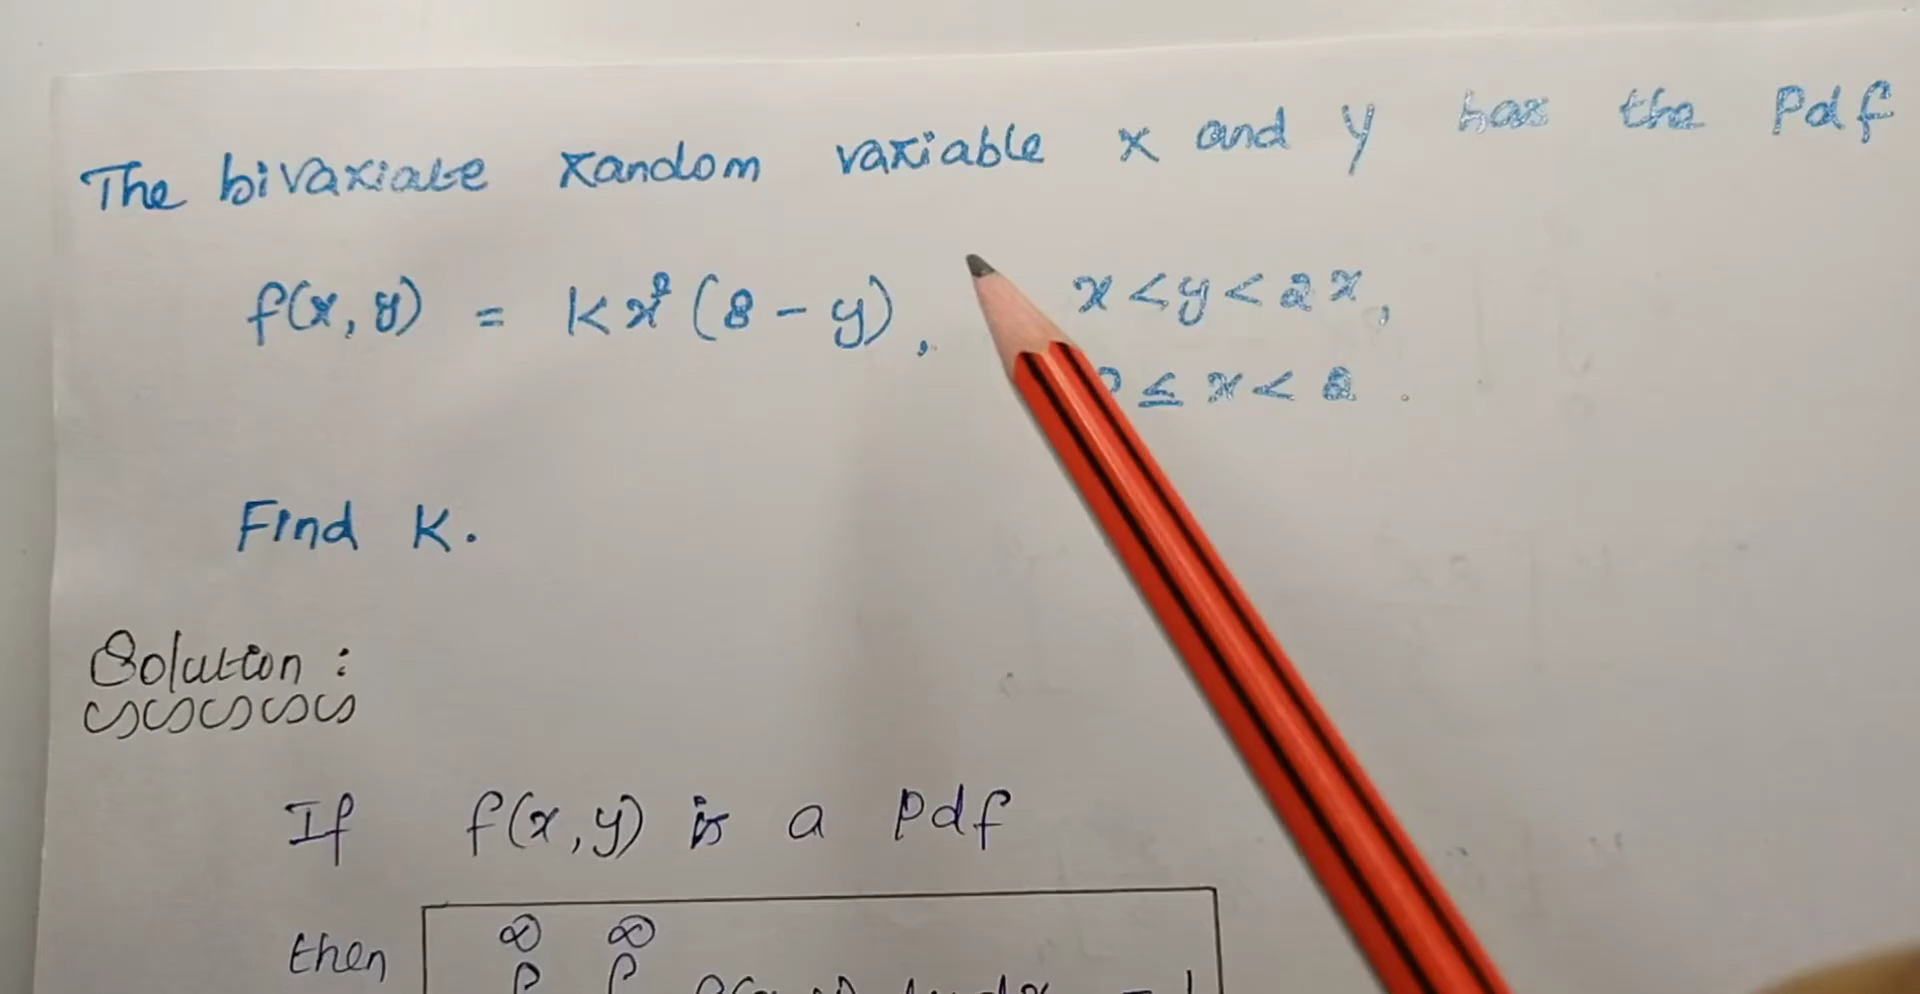 The bivariate random variable x and y has the Pdf
f(x, y) = kx²(8 - y), x < y < 2x,
≤ x < 2.
Find K.
Solution :
If f(x, y) is a Pdf
then ∞ ∞